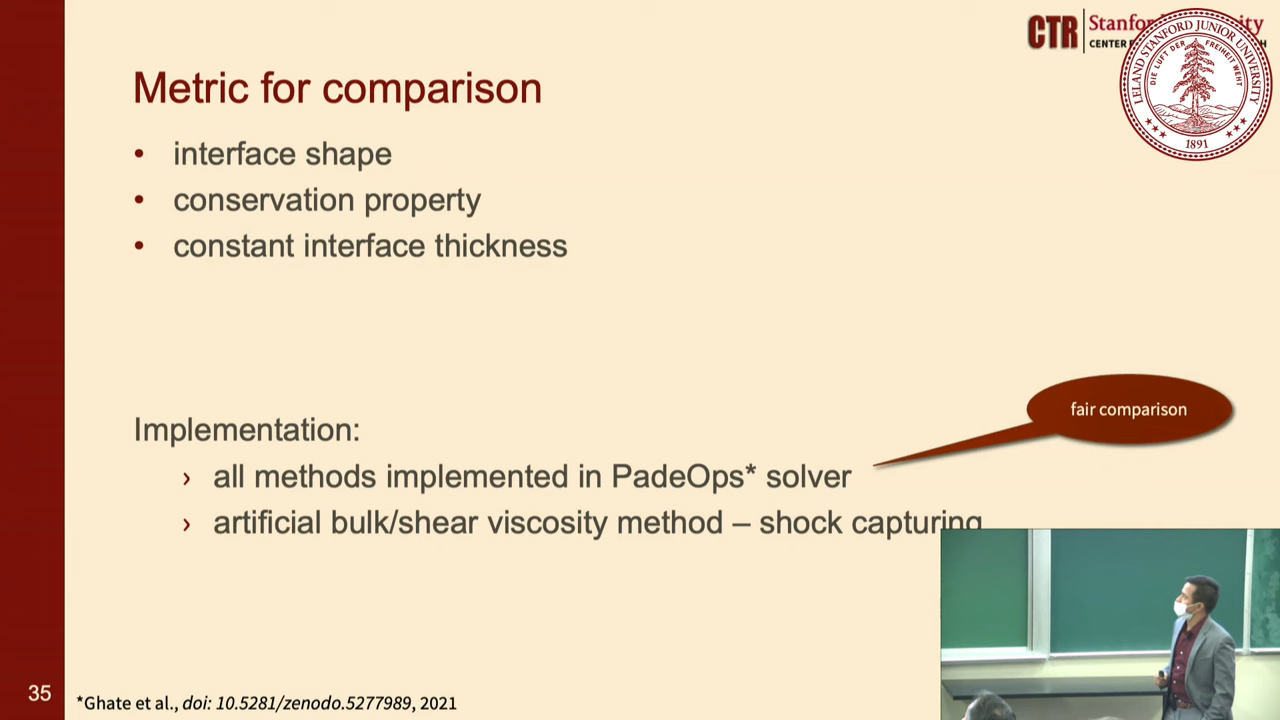 CTR
Stanford University
CENTER
LELAND STANFORD JUNIOR UNIVERSITY
DIE LUFT DER FREIHEIT WEHT
1891
Metric for comparison
• interface shape
• conservation property
• constant interface thickness
fair comparison
Implementation:
› all methods implemented in PadeOps* solver
› artificial bulk/shear viscosity method – shock capturing
35
*Ghate et al., doi: 10.5281/zenodo.5277989, 2021